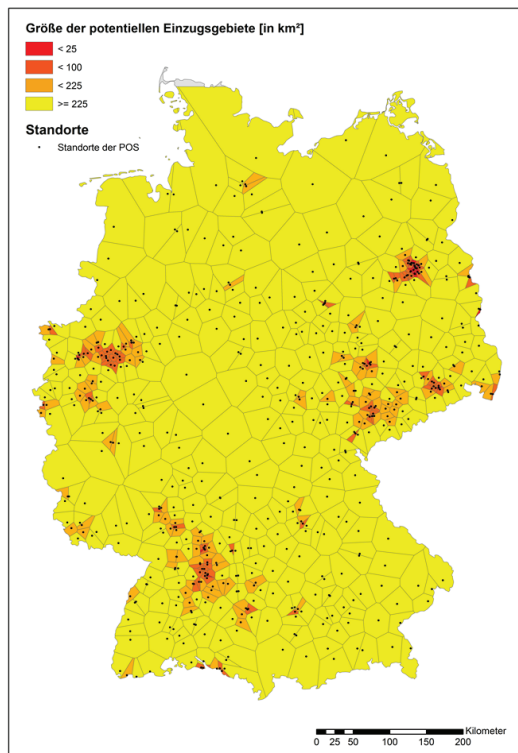 Größe der potentiellen Einzugsgebiete [in km²]
< 25
< 100
< 225
>= 225
Standorte
Standorte der POS
Kilometer
0 25 50 100 150 200